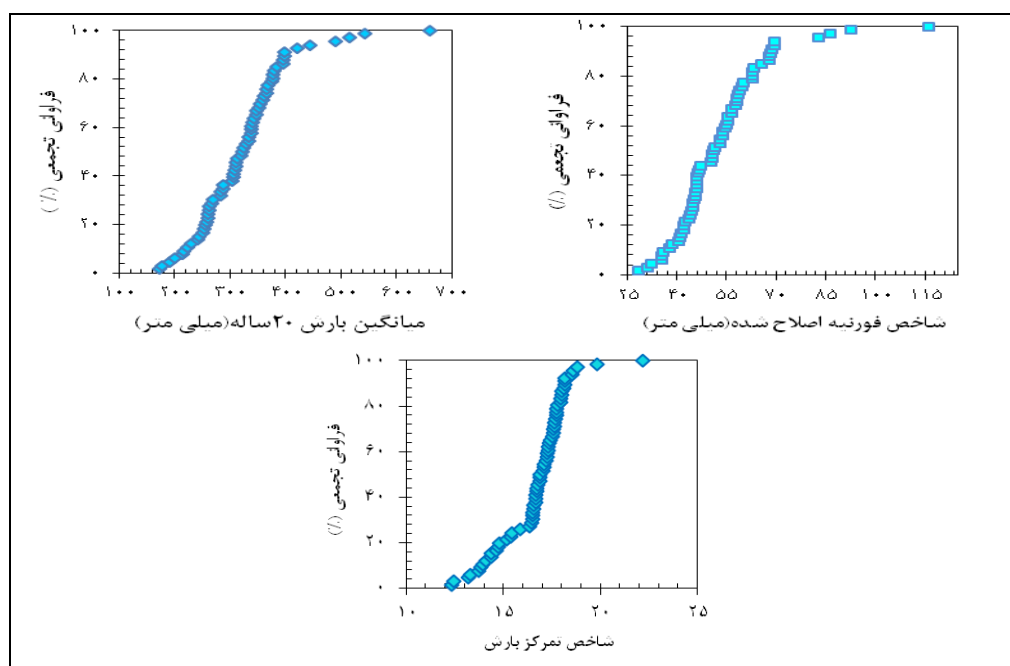 ۱۰۰
۸۰
۶۰
۴۰
۲۰
۰
فراوانی تجمعی (٪)
۱۰۰ ۲۰۰ ۳۰۰ ۴۰۰ ۵۰۰ ۶۰۰ ۷۰۰
میانگین بارش ۲۰ساله(میلی متر)
۱۰۰
۸۰
۶۰
۴۰
۲۰
۰
فراوانی تجمعی (٪)
۲۵ ۴۰ ۵۵ ۷۰ ۸۵ ۱۰۰ ۱۱۵
شاخص فورنیه اصلاح شده(میلی متر)
۱۰۰
۸۰
۶۰
۴۰
۲۰
۰
فراوانی تجمعی (٪)
۱۰ ۱۵ ۲۰ ۲۵
شاخص تمرکز بارش